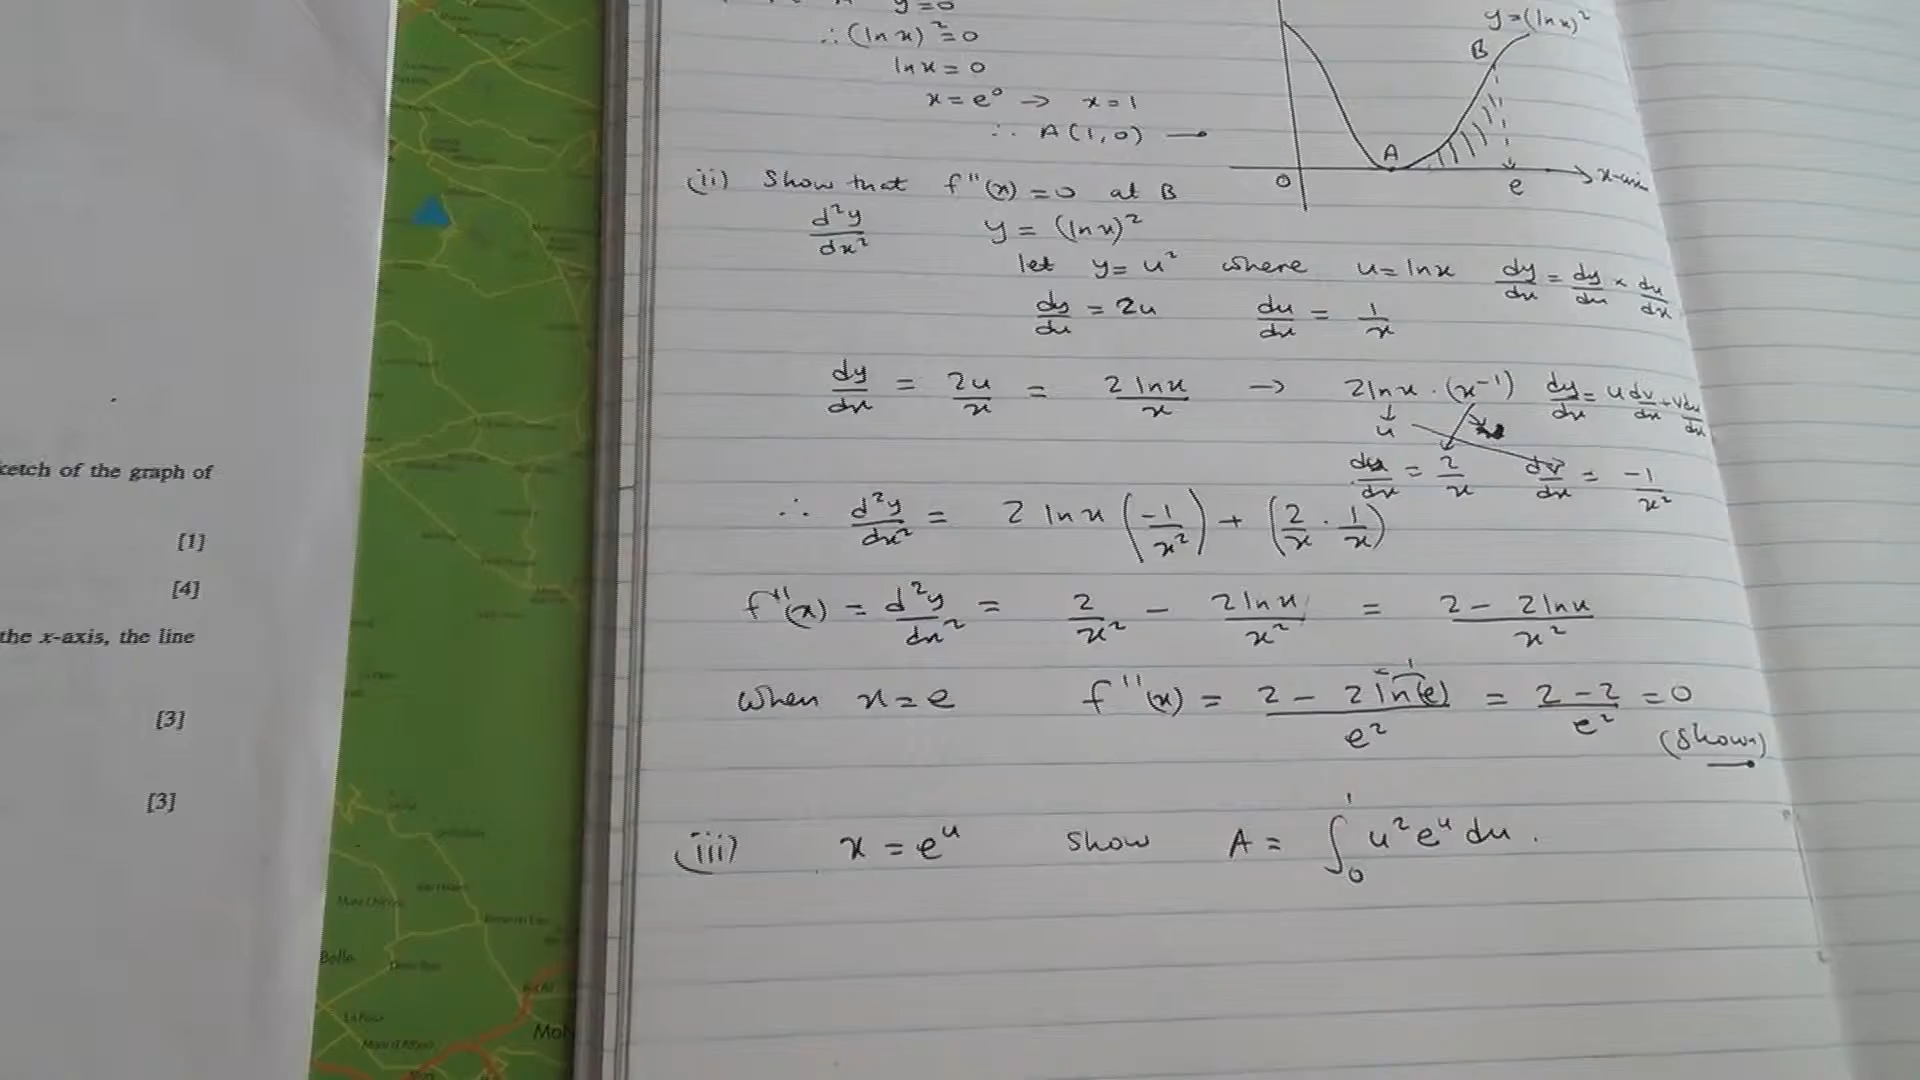 y=0
∴ (ln x)² = 0
ln x = 0
x = e⁰ → x = 1
∴ A(1,0)
y=(ln x)²
B
A
O
e
x-axis
(ii) Show that f''(x) = 0 at B
d²y/dx² y = (ln x)²
let y = u² where u = ln x dy/dx = dy/du × du/dx
dy/du = 2u du/dx = 1/x
dy/dx = 2u/x = 2 ln x/x → 2 ln x · (x⁻¹) dy/dx = u dv/dx + v du/dx
u
du/dx = 2/x dv/dx = -1/x²
∴ d²y/dx² = 2 ln x (-1/x²) + (2/x · 1/x)
f''(x) = d²y/dx² = 2/x² - 2 ln x/x² = 2 - 2 ln x/x²
1
When x = e f''(x) = 2 - 2 ln(e)/e² = 2 - 2/e² = 0
(Shown)
(iii) x = eᵘ Show A = ∫₀¹ u² eᵘ du.
ketch of the graph of
[1]
[4]
the x-axis, the line
[3]
[3]
Bolle